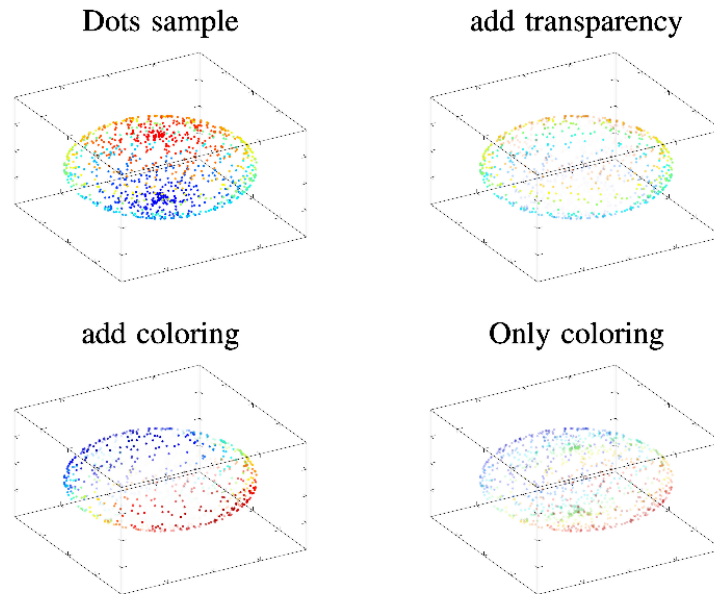 Dots sample
add transparency
add coloring
Only coloring